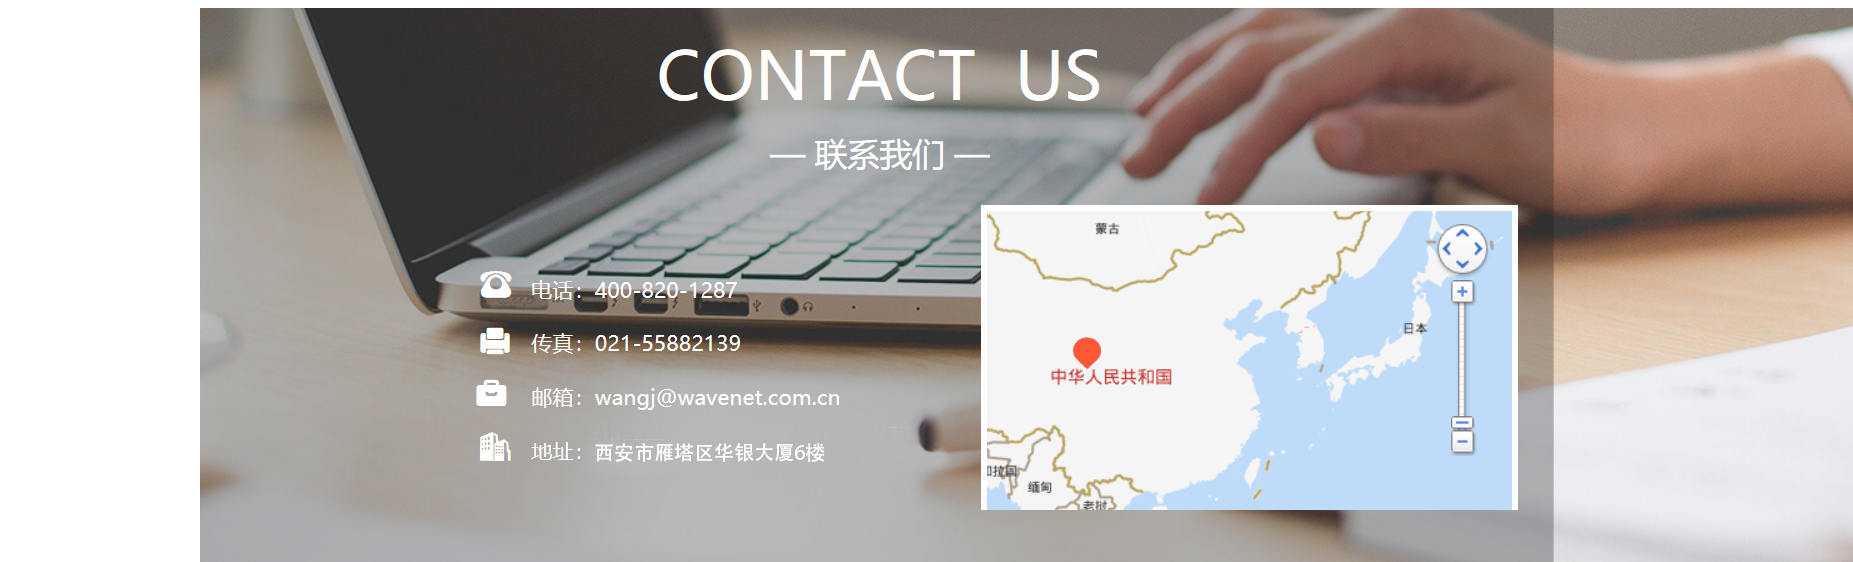 CONTACT US
— 联系我们 —
电话：400-820-1287
传真：021-55882139
邮箱：wangj@wavenet.com.cn
地址：西安市雁塔区华银大厦6楼
蒙古
日本
中华人民共和国
和拉国
缅甸
老挝